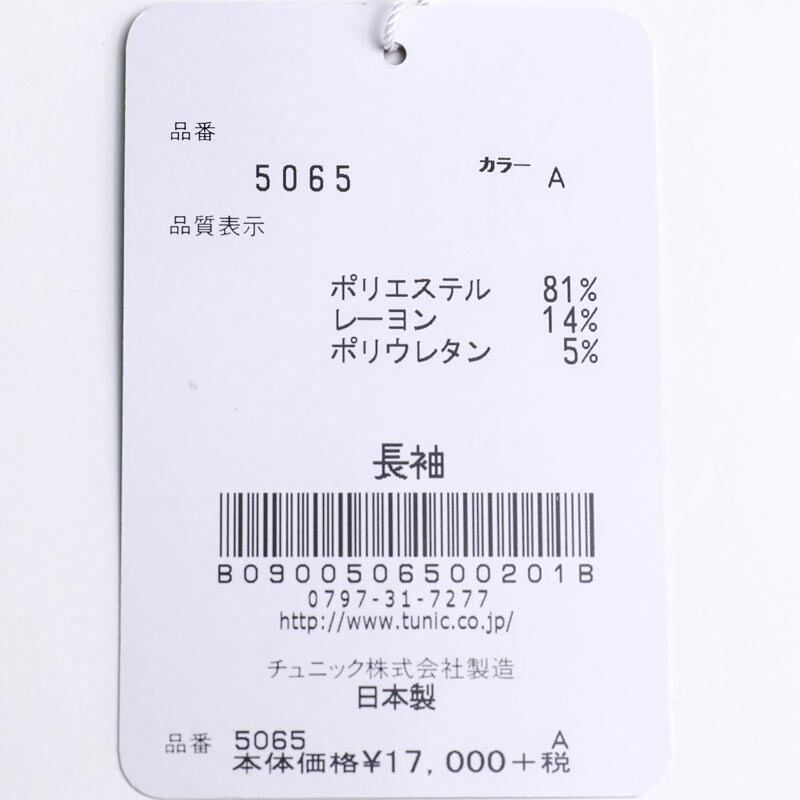 品番
5065 カラー A
品質表示
ポリエステル 81%
レーヨン 14%
ポリウレタン 5%
長袖
B0900506500201B
0797-31-7277
http://www.tunic.co.jp/
チュニック株式会社製造
日本製
品番 5065 A
本体価格¥17,000+税